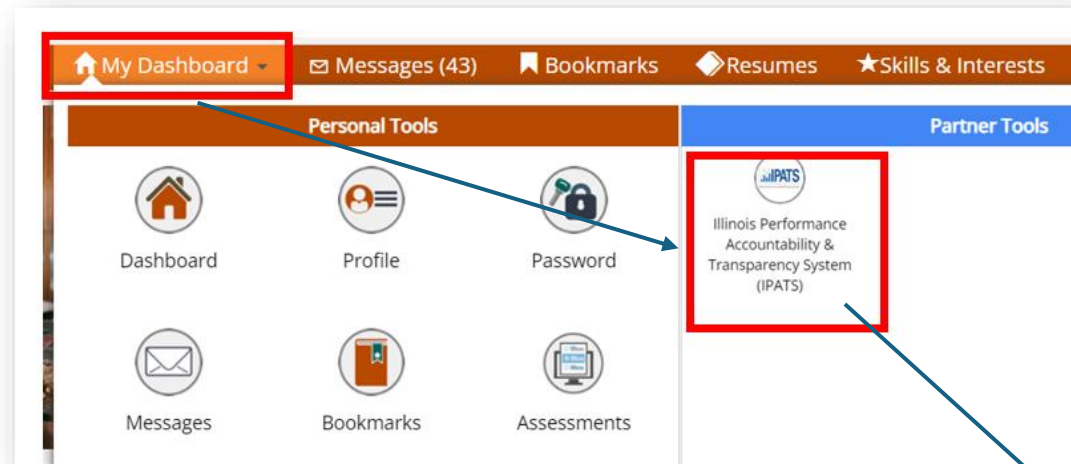 My Dashboard
Messages (43)
Bookmarks
Resumes
Skills & Interests
Personal Tools
Partner Tools
Dashboard
Profile
Password
Messages
Bookmarks
Assessments
IPATS
Illinois Performance
Accountability &
Transparency System
(IPATS)